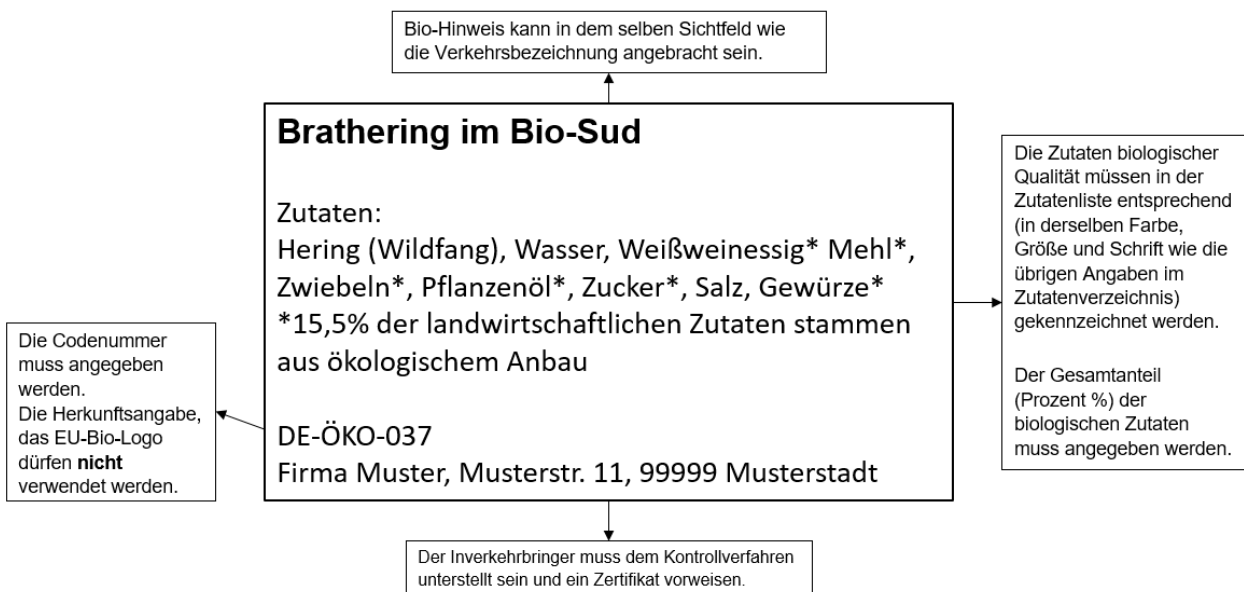 Bio-Hinweis kann in dem selben Sichtfeld wie
die Verkehrsbezeichnung angebracht sein.
Brathering im Bio-Sud
Zutaten:
Hering (Wildfang), Wasser, Weißweinessig* Mehl*,
Zwiebeln*, Pflanzenöl*, Zucker*, Salz, Gewürze*
*15,5% der landwirtschaftlichen Zutaten stammen
aus ökologischem Anbau
DE-ÖKO-037
Firma Muster, Musterstr. 11, 99999 Musterstadt
Die Zutaten biologischer
Qualität müssen in der
Zutatenliste entsprechend
(in derselben Farbe,
Größe und Schrift wie die
übrigen Angaben im
Zutatenverzeichnis)
gekennzeichnet werden.
Der Gesamtanteil
(Prozent %) der
biologischen Zutaten
muss angegeben werden.
Die Codenummer
muss angegeben
werden.
Die Herkunftsangabe,
das EU-Bio-Logo
dürfen nicht
verwendet werden.
Der Inverkehrbringer muss dem Kontrollverfahren
unterstellt sein und ein Zertifikat vorweisen.